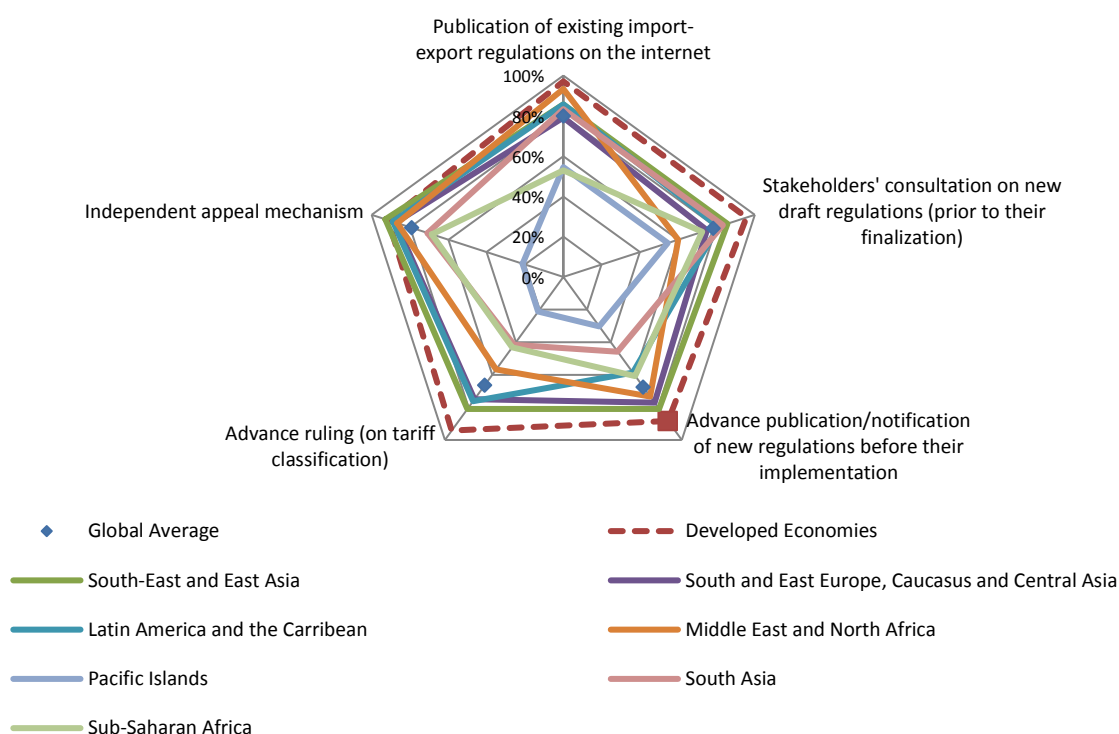 Publication of existing import-
export regulations on the internet
100%
80%
60%
40%
20%
0%
Stakeholders' consultation on new
draft regulations (prior to their
finalization)
Independent appeal mechanism
Advance ruling (on tariff
classification)
Advance publication/notification
of new regulations before their
implementation
Global Average
Developed Economies
South-East and East Asia
South and East Europe, Caucasus and Central Asia
Latin America and the Carribean
Middle East and North Africa
Pacific Islands
South Asia
Sub-Saharan Africa